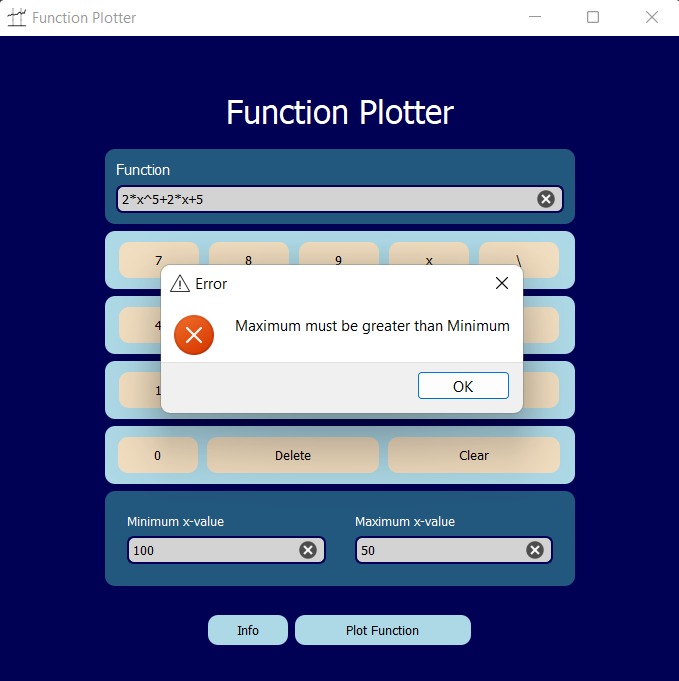 Function Plotter
Function Plotter
Function
2*x^5+2*x+5
7 8 9 x \
Error
4
Maximum must be greater than Minimum
1
OK
0 Delete Clear
Minimum x-value Maximum x-value
100 50
Info Plot Function